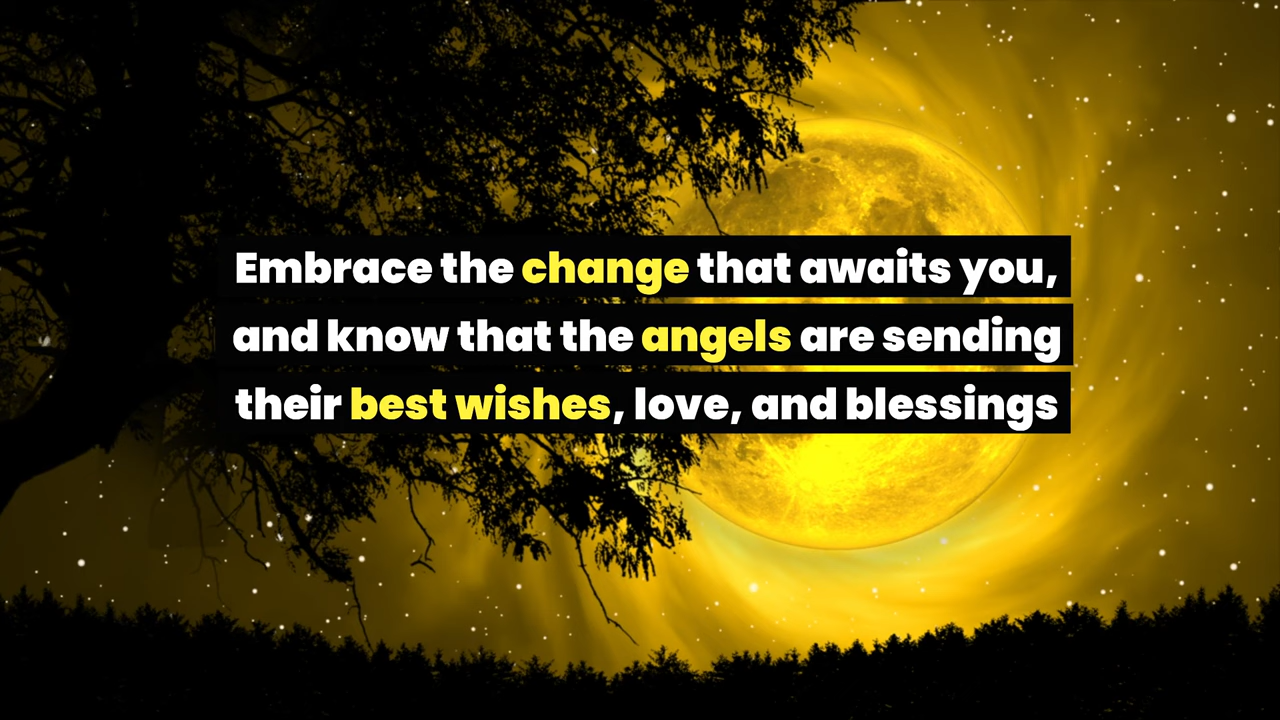 Embrace the change that awaits you,
and know that the angels are sending
their best wishes, love, and blessings